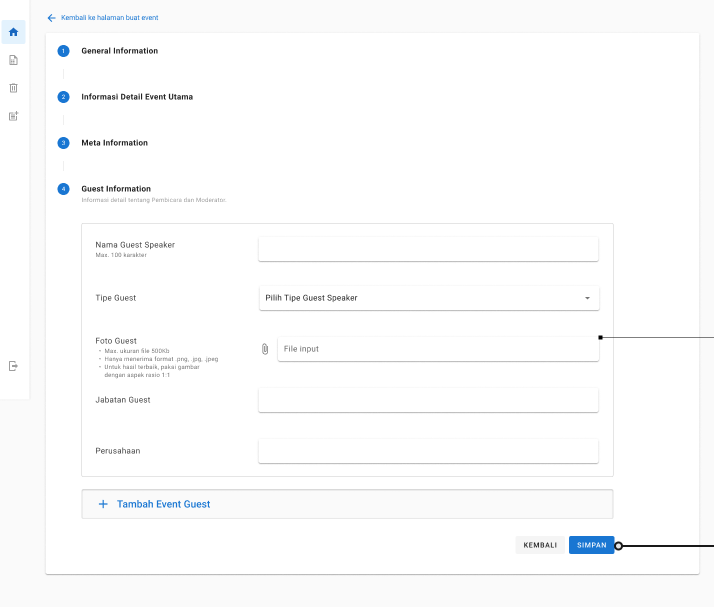 Kembali ke halaman buat event
1 General Information
2 Informasi Detail Event Utama
3 Meta Information
4 Guest Information
Informasi detail tentang Pembicara dan Moderator.
Nama Guest Speaker
Max. 100 karakter
Tipe Guest
Pilih Tipe Guest Speaker
Foto Guest
• Max. ukuran file 500Kb
• Hanya menerima format .png, .jpg, .jpeg
• Untuk hasil terbaik, pakai gambar
dengan aspek rasio 1:1
File input
Jabatan Guest
Perusahaan
+ Tambah Event Guest
KEMBALI
SIMPAN